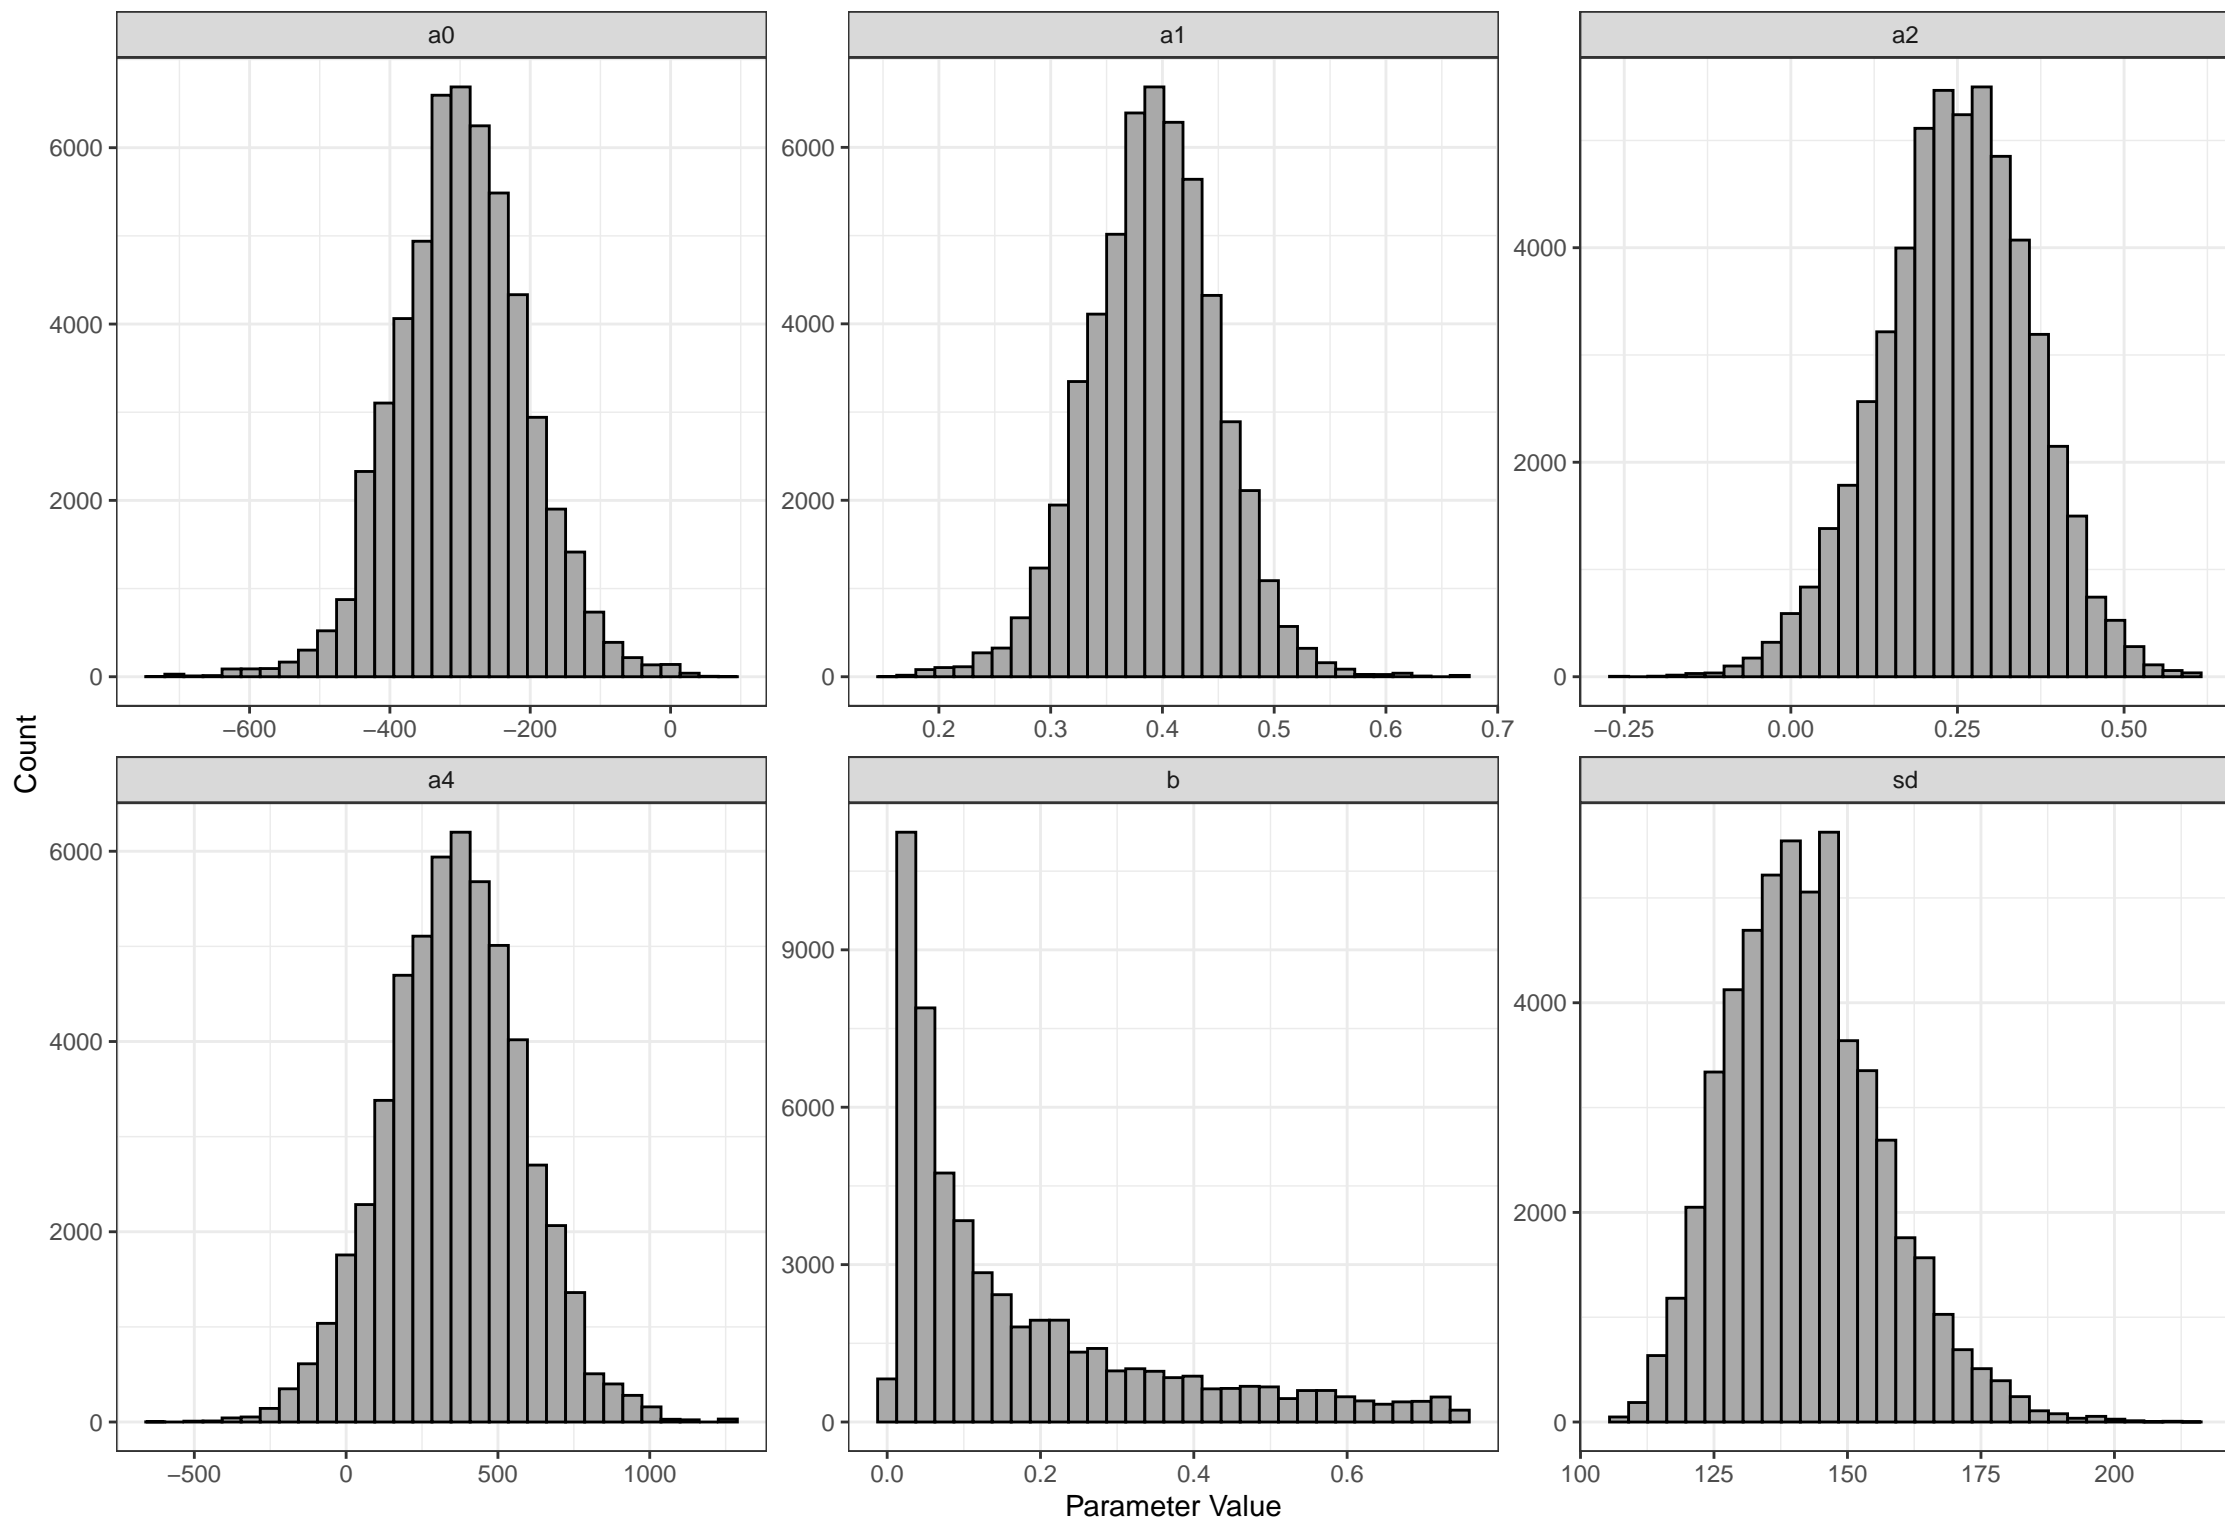 a0 a1 a2
6000 6000
4000 4000 4000
2000 2000 2000
0 0 0
−600 −400 −200 0 0.2 0.3 0.4 0.5 0.6 0.7 −0.25 0.00 0.25 0.50
Count
a4 b sd
6000 9000
4000 6000 4000
2000 3000 2000
0 0 0
−500 0 500 1000 0.0 0.2 0.4 0.6 100 125 150 175 200
Parameter Value